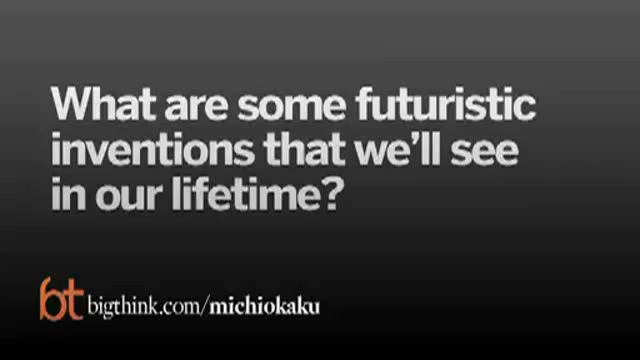 What are some futuristic
inventions that we'll see
in our lifetime?
bt bigthink.com/michiokaku